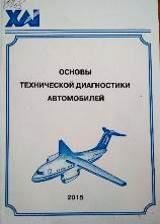 ХАІ
ОСНОВЫ
ТЕХНИЧЕСКОЙ ДИАГНОСТИКИ
АВТОМОБИЛЕЙ
2015